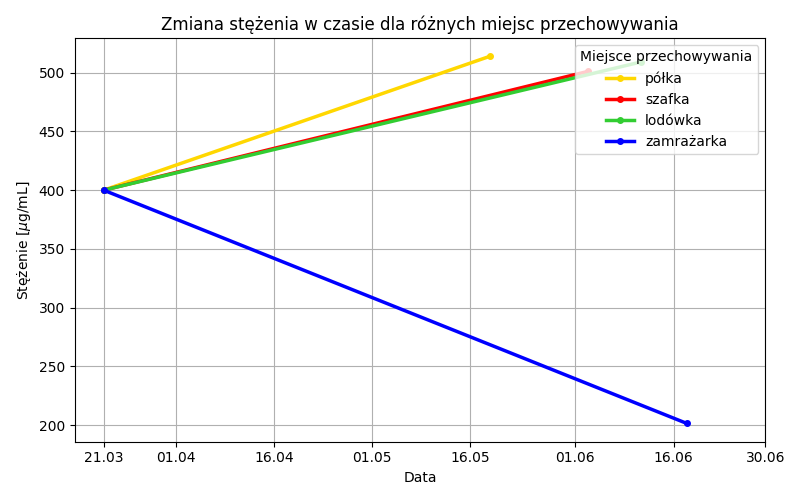 Zmiana stężenia w czasie dla różnych miejsc przechowywania
Stężenie [μg/mL]
500
450
400
350
300
250
200
Miejsce przechowywania
półka
szafka
lodówka
zamrażarka
21.03 01.04 16.04 01.05 16.05 01.06 16.06 30.06
Data